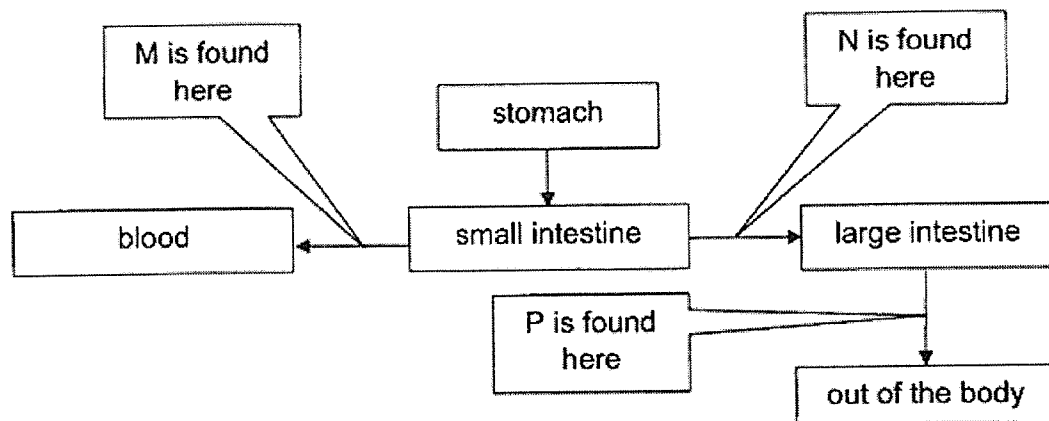 M is found
here
N is found
here
stomach
blood
small intestine
large intestine
P is found
here
out of the body